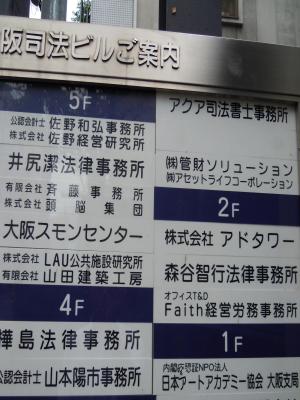 阪司法ビルご案内
5F
公認会計士 佐野和弘事務所
株式会社 佐野経営研究所
井尻潔法律事務所
有限会社 斉藤事務所
株式会社 頭脳集団
大阪スモンセンター
株式会社 LAU公共施設研究所
有限会社 山田建築工房
4F
樺島法律事務所
公認会計士 山本陽市事務所
アクア司法書士事務所
㈱管財ソリューション
㈱アセットライフコーポレーション
2F
株式会社 アドタワー
森谷智行法律事務所
オフィスT&D
Faith経営労務事務所
1F
内閣府認証NPO法人
日本アートアカデミー協会 大阪支局